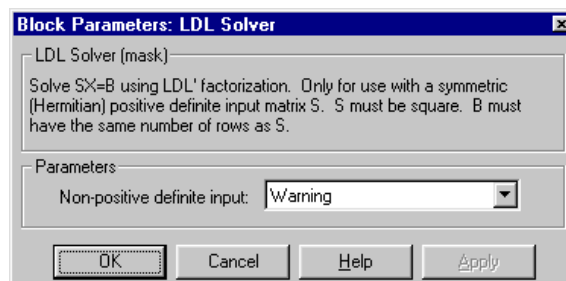 Block Parameters: LDL Solver
LDL Solver (mask)
Solve SX=B using LDL' factorization.  Only for use with a symmetric
(Hermitian) positive definite input matrix S.  S must be square.  B must
have the same number of rows as S.
Parameters
Non-positive definite input: Warning
OK Cancel Help Apply